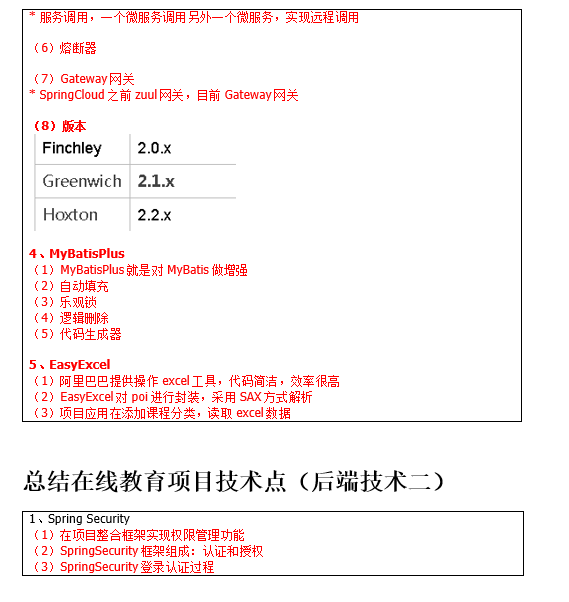 * 服务调用，一个微服务调用另外一个微服务，实现远程调用
（6）熔断器
（7）Gateway 网关
* SpringCloud 之前 zuul 网关，目前 Gateway 网关
（8）版本
Finchley 2.0.x
Greenwich 2.1.x
Hoxton 2.2.x
4、MyBatisPlus
（1）MyBatisPlus 就是对 MyBatis 做增强
（2）自动填充
（3）乐观锁
（4）逻辑删除
（5）代码生成器
5、EasyExcel
（1）阿里巴巴提供操作 excel 工具，代码简洁，效率很高
（2）EasyExcel 对 poi 进行封装，采用 SAX 方式解析
（3）项目应用在添加课程分类，读取 excel 数据
总结在线教育项目技术点（后端技术二）
1、Spring Security
（1）在项目整合框架实现权限管理功能
（2）SpringSecurity 框架组成：认证和授权
（3）SpringSecurity 登录认证过程